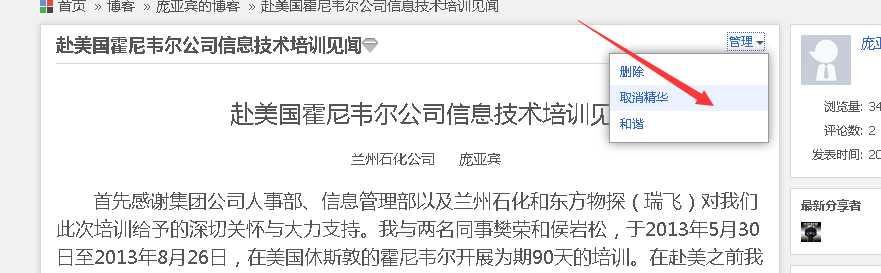 首页 » 博客 » 庞亚宾的博客 » 赴美国霍尼韦尔公司信息技术培训见闻
赴美国霍尼韦尔公司信息技术培训见闻
管理
删除
取消精华
和谐
赴美国霍尼韦尔公司信息技术培训见
兰州石化公司 庞亚宾
首先感谢集团公司人事部、信息管理部以及兰州石化和东方物探（瑞飞）对我们
此次培训给予的深切关怀与大力支持。我与两名同事樊荣和侯岩松，于2013年5月30
日至2013年8月26日，在美国休斯敦的霍尼韦尔开展为期90天的培训。在赴美之前我
庞亚
浏览量: 34
评论数: 2
发表时间: 20
最新分享者